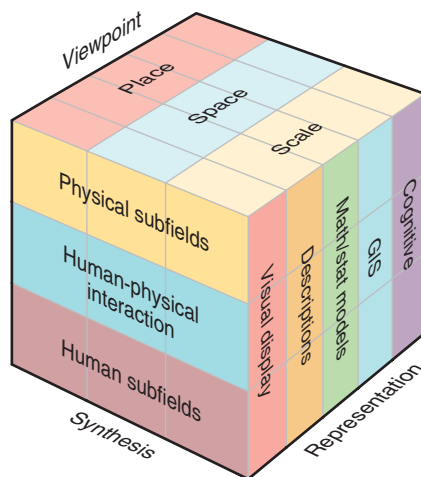 Viewpoint
Place
Space
Scale
Physical subfields
Human-physical
interaction
Human subfields
Visual display
Descriptions
Math/stat models
GIS
Cognitive
Synthesis
Representation